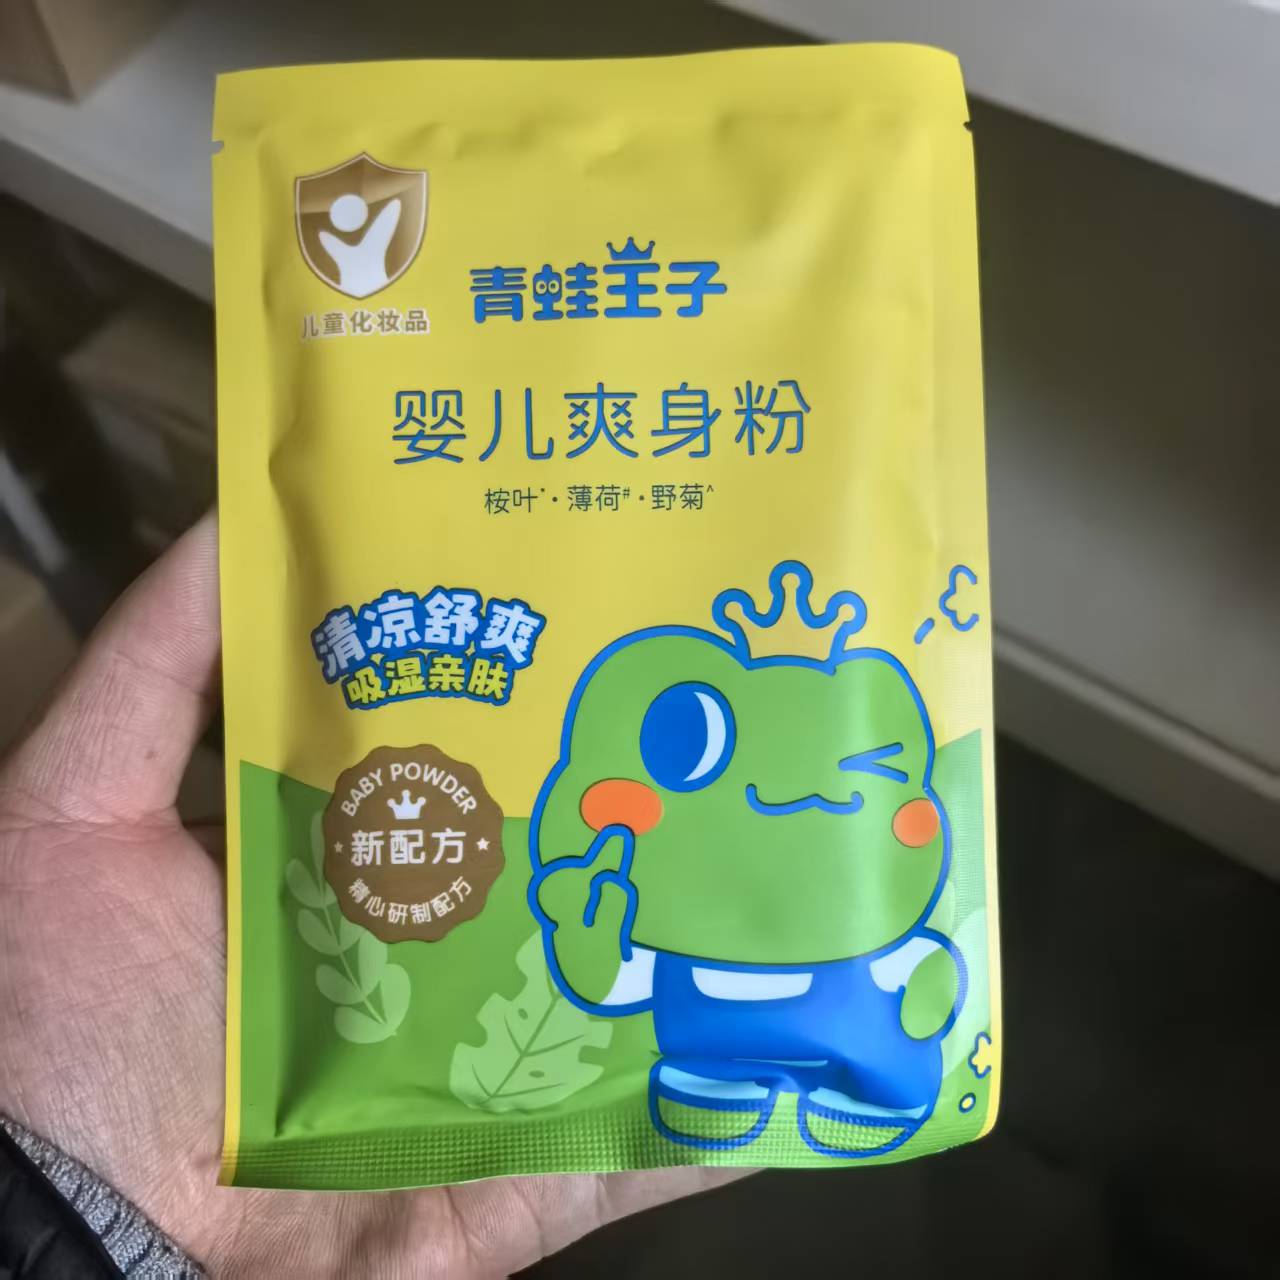 儿童化妆品
青蛙王子
婴儿爽身粉
桉叶*·薄荷#·野菊^
清凉舒爽
吸湿亲肤
BABY POWDER
新配方
精心研制配方